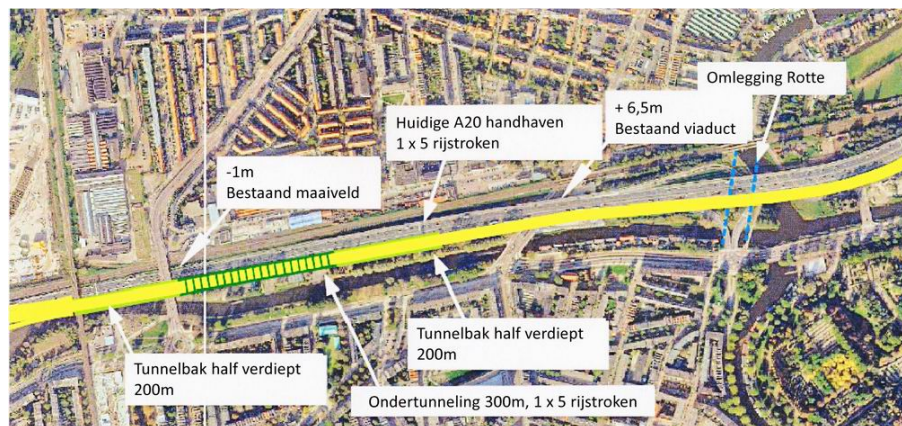 Omlegging Rotte
+ 6,5m
Bestaand viaduct
Huidige A20 handhaven
1 x 5 rijstroken
-1m
Bestaand maaiveld
Tunnelbak half verdiept
200m
Tunnelbak half verdiept
200m
Ondertunneling 300m, 1 x 5 rijstroken